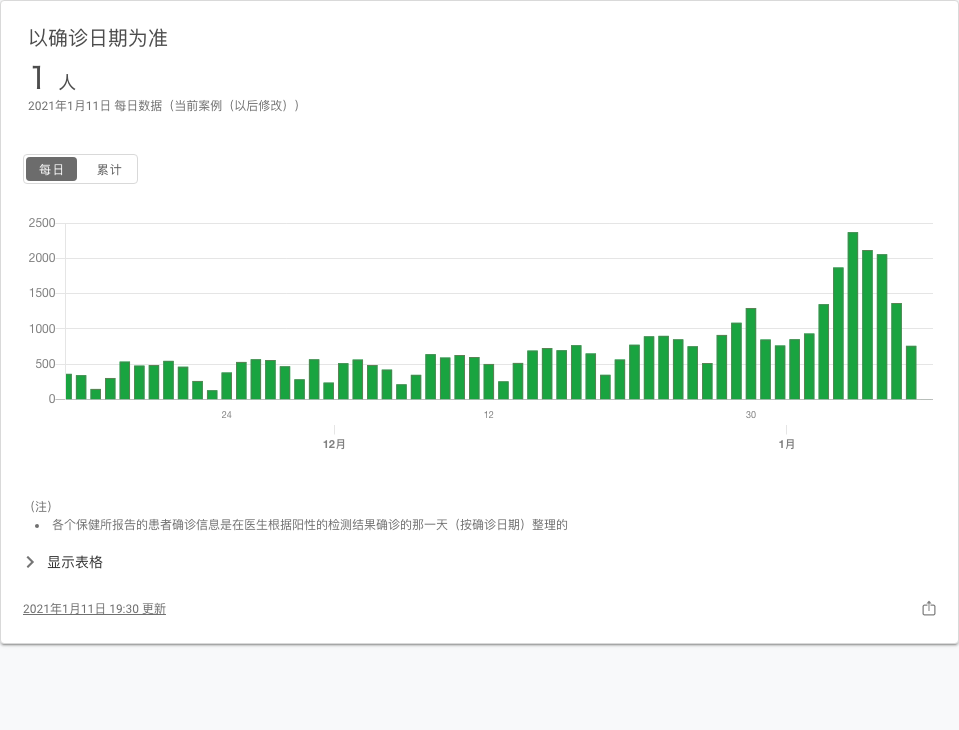 以确诊日期为准
1 人
2021年1月11日 每日数据（当前案例（以后修改））
每日 累计
2500
2000
1500
1000
500
0
24 12 30
12月 1月
（注）
• 各个保健所报告的患者确诊信息是在医生根据阳性的检测结果确诊的那一天（按确诊日期）整理的
显示表格
2021年1月11日 19:30 更新